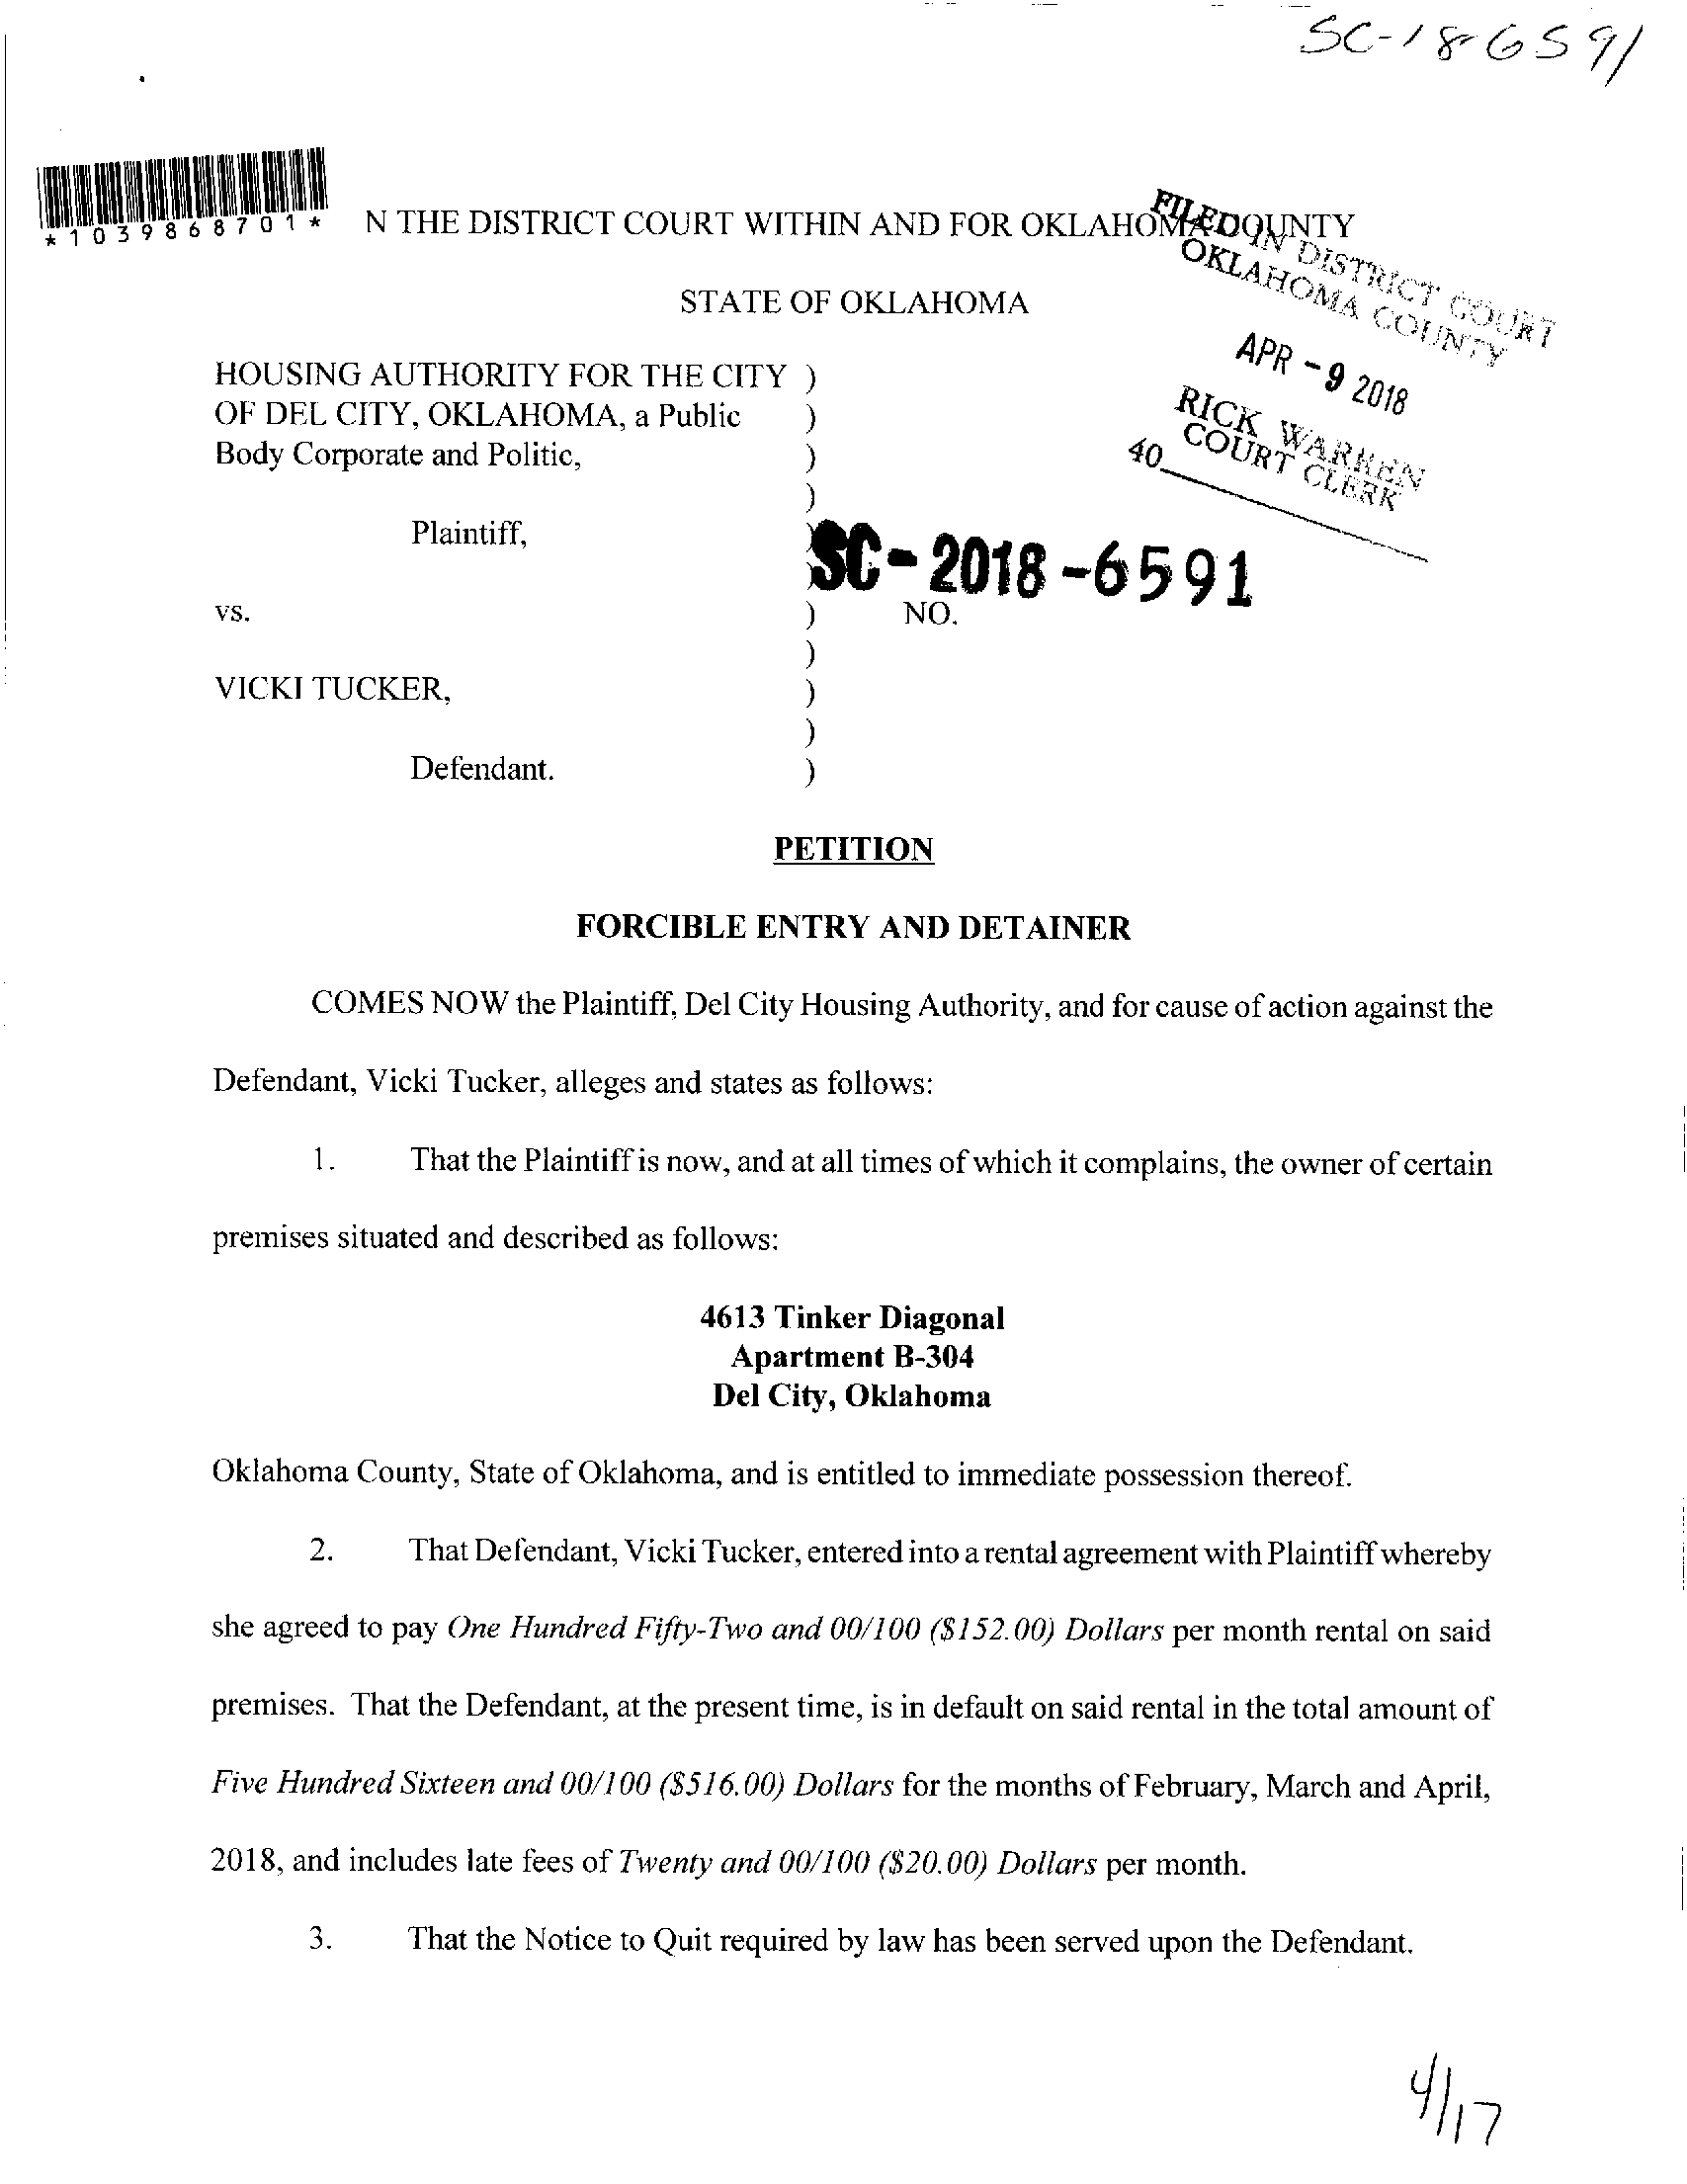 SC-186591
*1039868701*
N THE DISTRICT COURT WITHIN AND FOR OKLAHOMA COUNTY
FILED IN DISTRICT COURT
OKLAHOMA COUNTY
STATE OF OKLAHOMA
APR - 9 2018
RICK WARREN
COURT CLERK
40
HOUSING AUTHORITY FOR THE CITY )
OF DEL CITY, OKLAHOMA, a Public )
Body Corporate and Politic, )
)
Plaintiff, )
SC-2018-6591
)
vs. ) NO.
)
VICKI TUCKER, )
)
Defendant. )
PETITION
FORCIBLE ENTRY AND DETAINER
COMES NOW the Plaintiff, Del City Housing Authority, and for cause of action against the
Defendant, Vicki Tucker, alleges and states as follows:
1. That the Plaintiff is now, and at all times of which it complains, the owner of certain
premises situated and described as follows:
4613 Tinker Diagonal
Apartment B-304
Del City, Oklahoma
Oklahoma County, State of Oklahoma, and is entitled to immediate possession thereof.
2. That Defendant, Vicki Tucker, entered into a rental agreement with Plaintiff whereby
she agreed to pay One Hundred Fifty-Two and 00/100 ($152.00) Dollars per month rental on said
premises. That the Defendant, at the present time, is in default on said rental in the total amount of
Five Hundred Sixteen and 00/100 ($516.00) Dollars for the months of February, March and April,
2018, and includes late fees of Twenty and 00/100 ($20.00) Dollars per month.
3. That the Notice to Quit required by law has been served upon the Defendant.
4/17